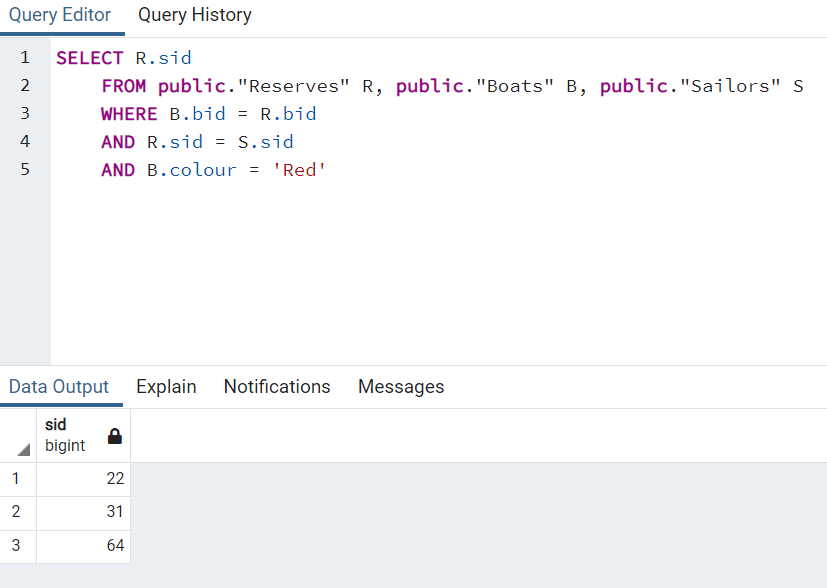 Query Editor Query History
1 SELECT R.sid
2 FROM public."Reserves" R, public."Boats" B, public."Sailors" S
3 WHERE B.bid = R.bid
4 AND R.sid = S.sid
5 AND B.colour = 'Red'
Data Output Explain Notifications Messages
sid
bigint
1 22
2 31
3 64